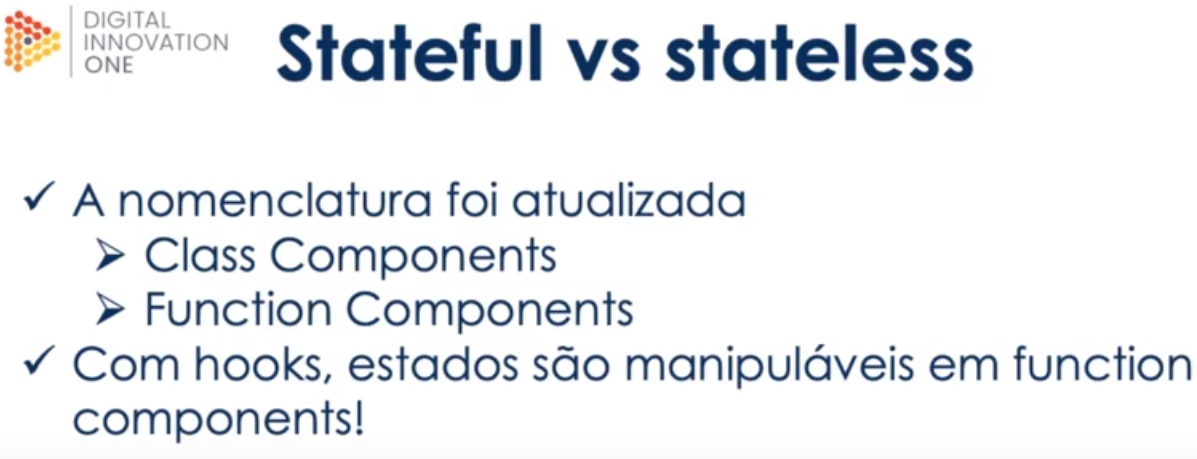 DIGITAL
INNOVATION
ONE
Stateful vs stateless
✓ A nomenclatura foi atualizada
➢ Class Components
➢ Function Components
✓ Com hooks, estados são manipuláveis em function
components!